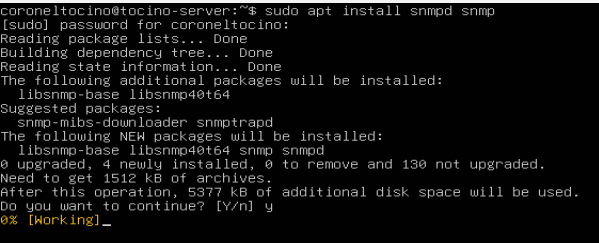 coroneltocino@tocino-server:~$ sudo apt install snmpd snmp
[sudo] password for coroneltocino:
Reading package lists... Done
Building dependency tree... Done
Reading state information... Done
The following additional packages will be installed:
  libsnmp-base libsnmp40t64
Suggested packages:
  snmp-mibs-downloader snmptrapd
The following NEW packages will be installed:
  libsnmp-base libsnmp40t64 snmp snmpd
0 upgraded, 4 newly installed, 0 to remove and 130 not upgraded.
Need to get 1512 kB of archives.
After this operation, 5377 kB of additional disk space will be used.
Do you want to continue? [Y/n] y
0% [Working]